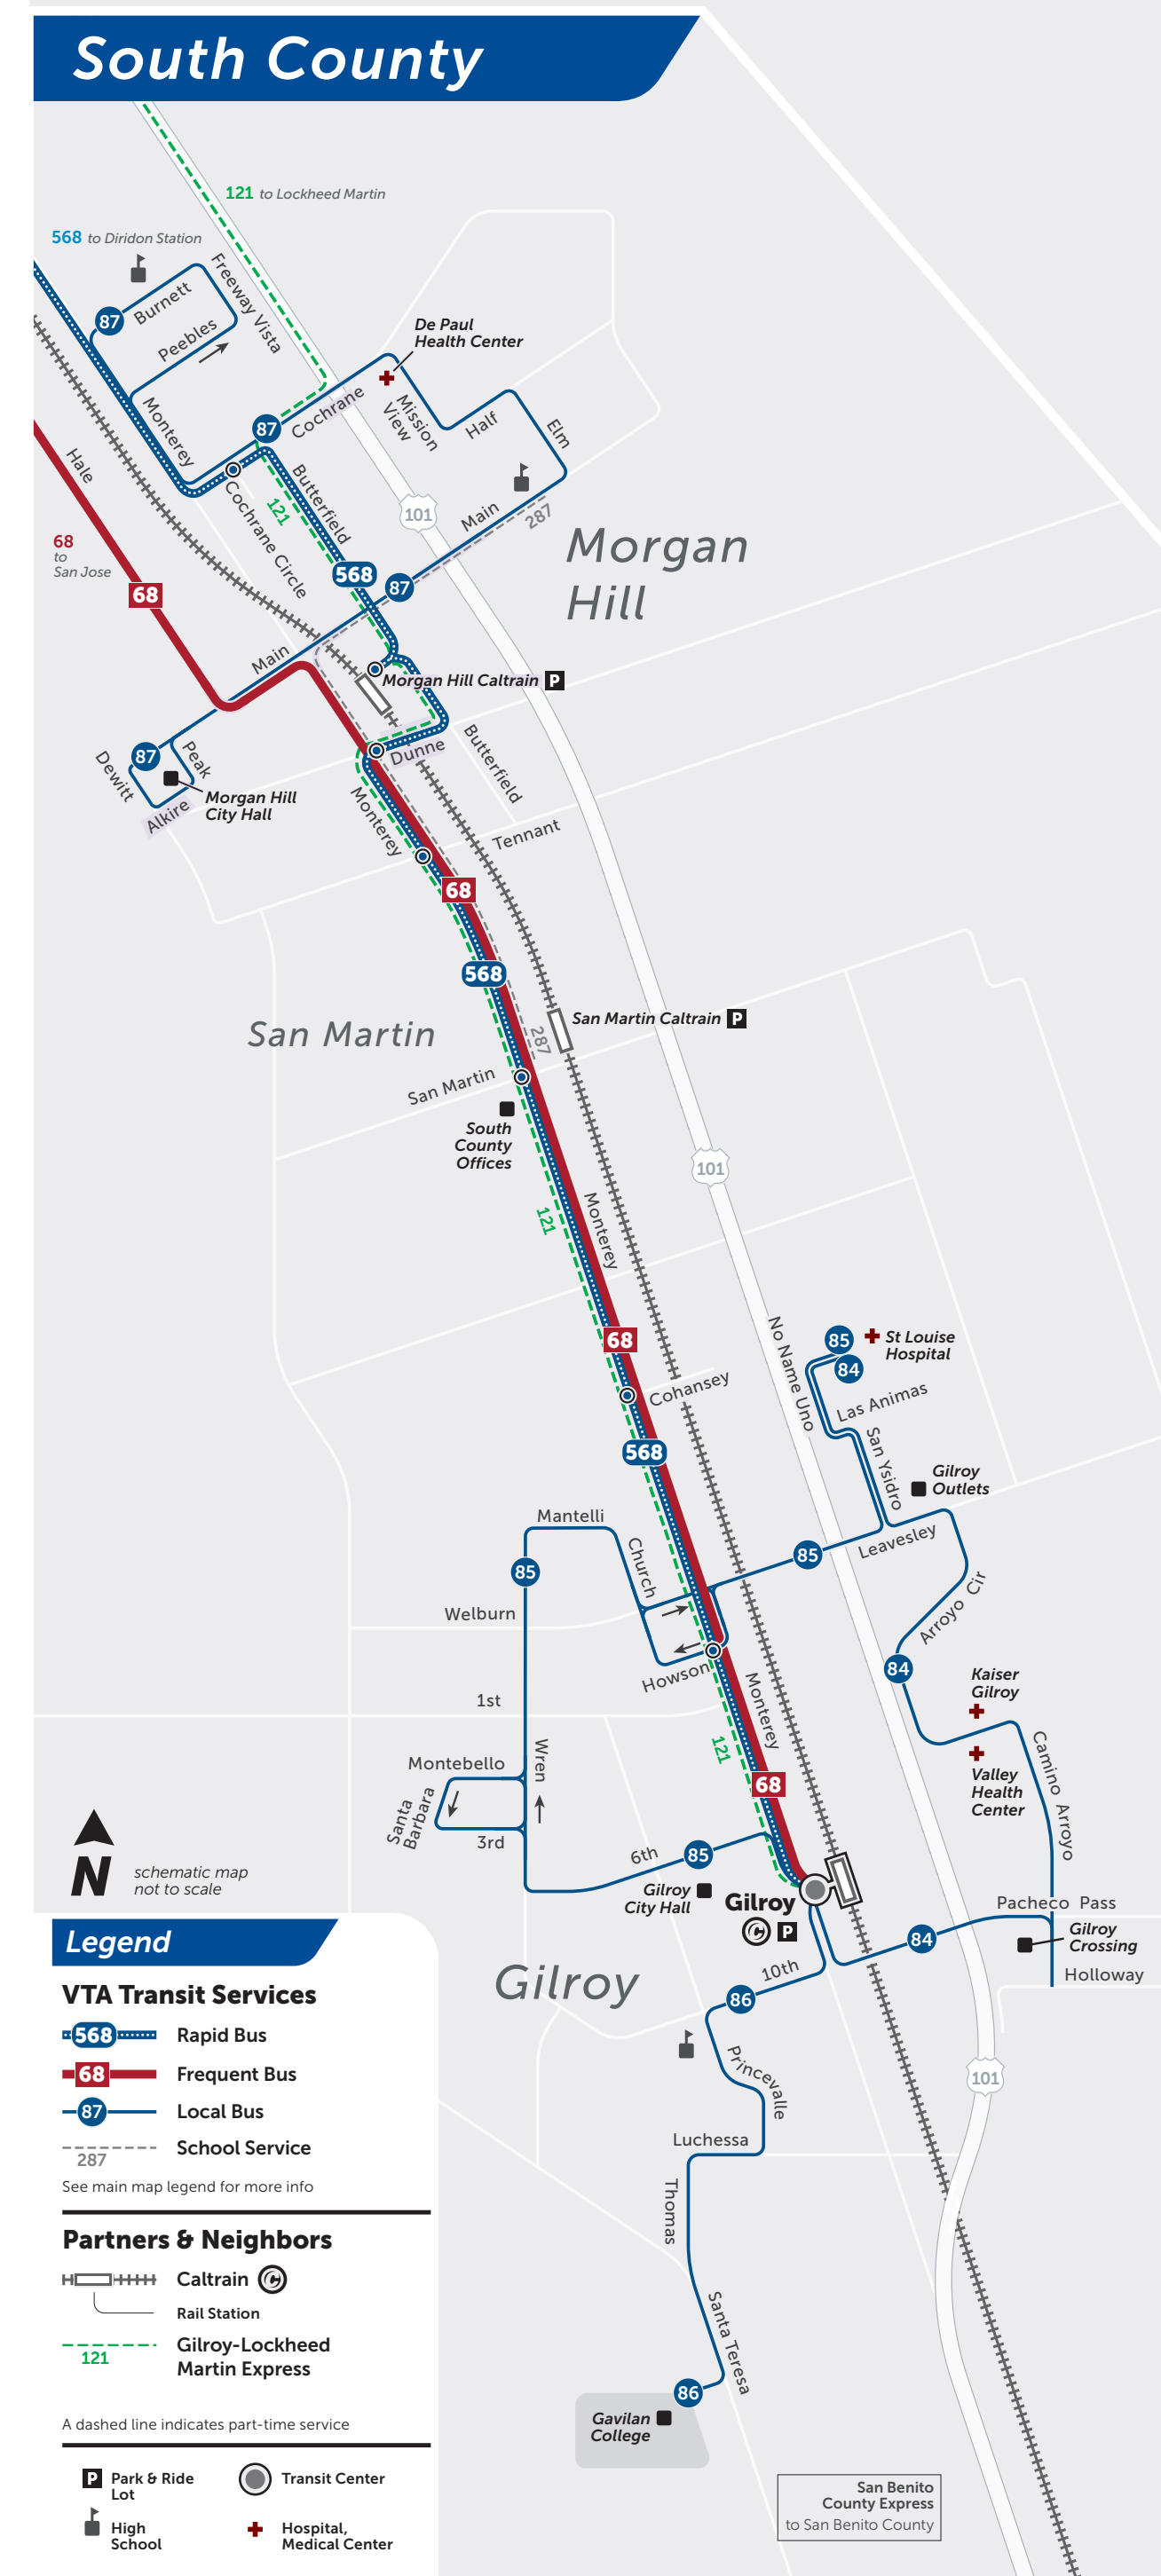 South County
121 to Lockheed Martin
568 to Diridon Station
Freeway Vista
87
Burnett
Peebles
De Paul
Health Center
Monterey
87
Cochrane
Mission
View
Half
Elm
Hale
Cochrane Circle
121
Butterfield
101
Main
287
Morgan
Hill
68
to
San Jose
68
568
87
Main
Morgan Hill Caltrain P
87
Dewitt
Peak
Morgan Hill
City Hall
Alkire
Dunne
Butterfield
Monterey
Tennant
68
568
San Martin
San Martin Caltrain P
287
San Martin
South
County
Offices
101
121
Monterey
68
No Name Uno
85
St Louise
Hospital
84
Cohansey
Las Animas
568
San Ysidro
Gilroy
Outlets
Mantelli
Church
85
Leavesley
85
Arroyo Cir
Welburn
Howson
84
Monterey
Kaiser
Gilroy
1st
121
Wren
Camino Arroyo
Montebello
68
Valley
Health
Center
Santa
Barbara
3rd
6th
85
N
schematic map
not to scale
Gilroy
City Hall
Gilroy
C P
Pacheco Pass
84
Gilroy
Crossing
10th
Holloway
Gilroy
86
Princevalle
101
Luchessa
Thomas
Santa Teresa
86
Gavilan
College
San Benito
County Express
to San Benito County
Legend
VTA Transit Services
568 Rapid Bus
68 Frequent Bus
87 Local Bus
287 School Service
See main map legend for more info
Partners & Neighbors
Caltrain C
Rail Station
121 Gilroy-Lockheed
Martin Express
A dashed line indicates part-time service
P Park & Ride
Lot
Transit Center
High
School
Hospital,
Medical Center